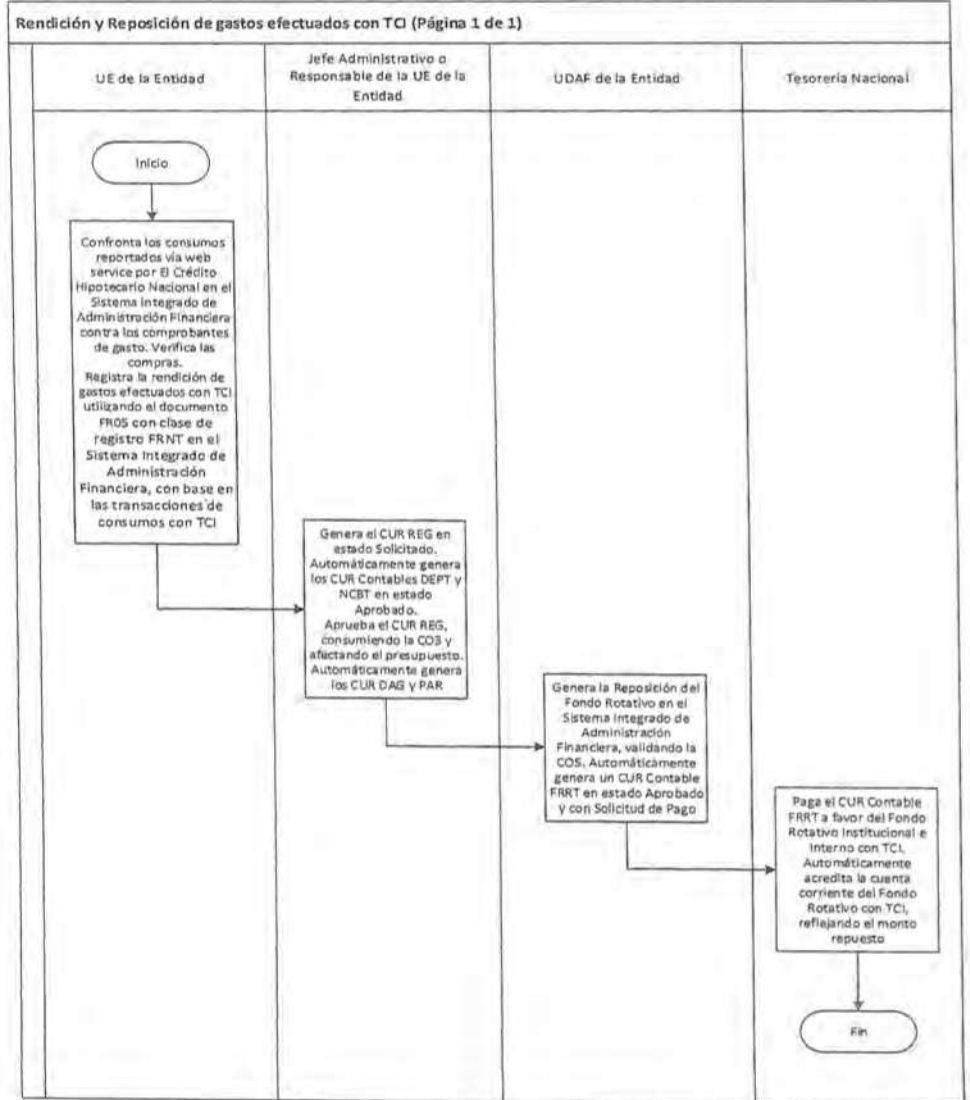 Rendición y Reposición de gastos efectuados con TCI (Página 1 de 1)
UE de la Entidad
Jefe Administrativo o
Responsable de la UE de la
Entidad
UDAF de la Entidad
Tesorería Nacional
Inicio
Confronta los consumos
reportados vía web
service por El Crédito
Hipotecario Nacional en el
Sistema Integrado de
Administración Financiera
contra los comprobantes
de gasto. Verifica las
compras.
Registra la rendición de
gastos efectuados con TCI
utilizando el documento
FR05 con clase de
registro FRNT en el
Sistema Integrado de
Administración
Financiera, con base en
las transacciones de
consumos con TCI
Genera el CUR REG en
estado Solicitado.
Automáticamente genera
los CUR Contables DEPT y
NCBT en estado
Aprobado.
Aprueba el CUR REG,
consumiendo la CO3 y
afectando el presupuesto.
Automáticamente genera
los CUR DAG y PAR
Genera la Reposición del
Fondo Rotativo en el
Sistema Integrado de
Administración
Financiera, validando la
COS. Automáticamente
genera un CUR Contable
FRRT en estado Aprobado
y con Solicitud de Pago
Paga el CUR Contable
FRRT a favor del Fondo
Rotativo Institucional e
Interno con TCI.
Automáticamente
acredita la cuenta
corriente del Fondo
Rotativo con TCI,
reflejando el monto
repuesto
Fin